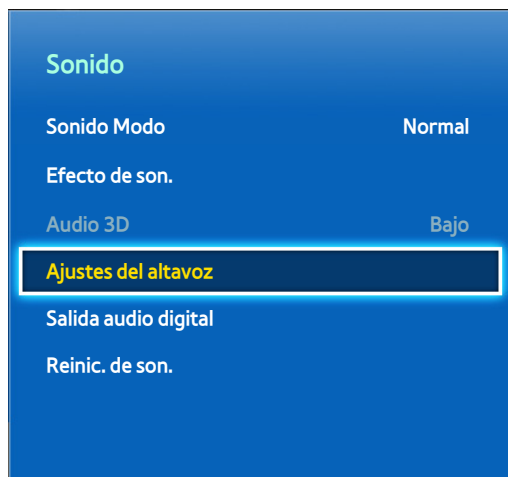 Sonido
Sonido Modo Normal
Efecto de son.
Audio 3D Bajo
Ajustes del altavoz
Salida audio digital
Reinic. de son.